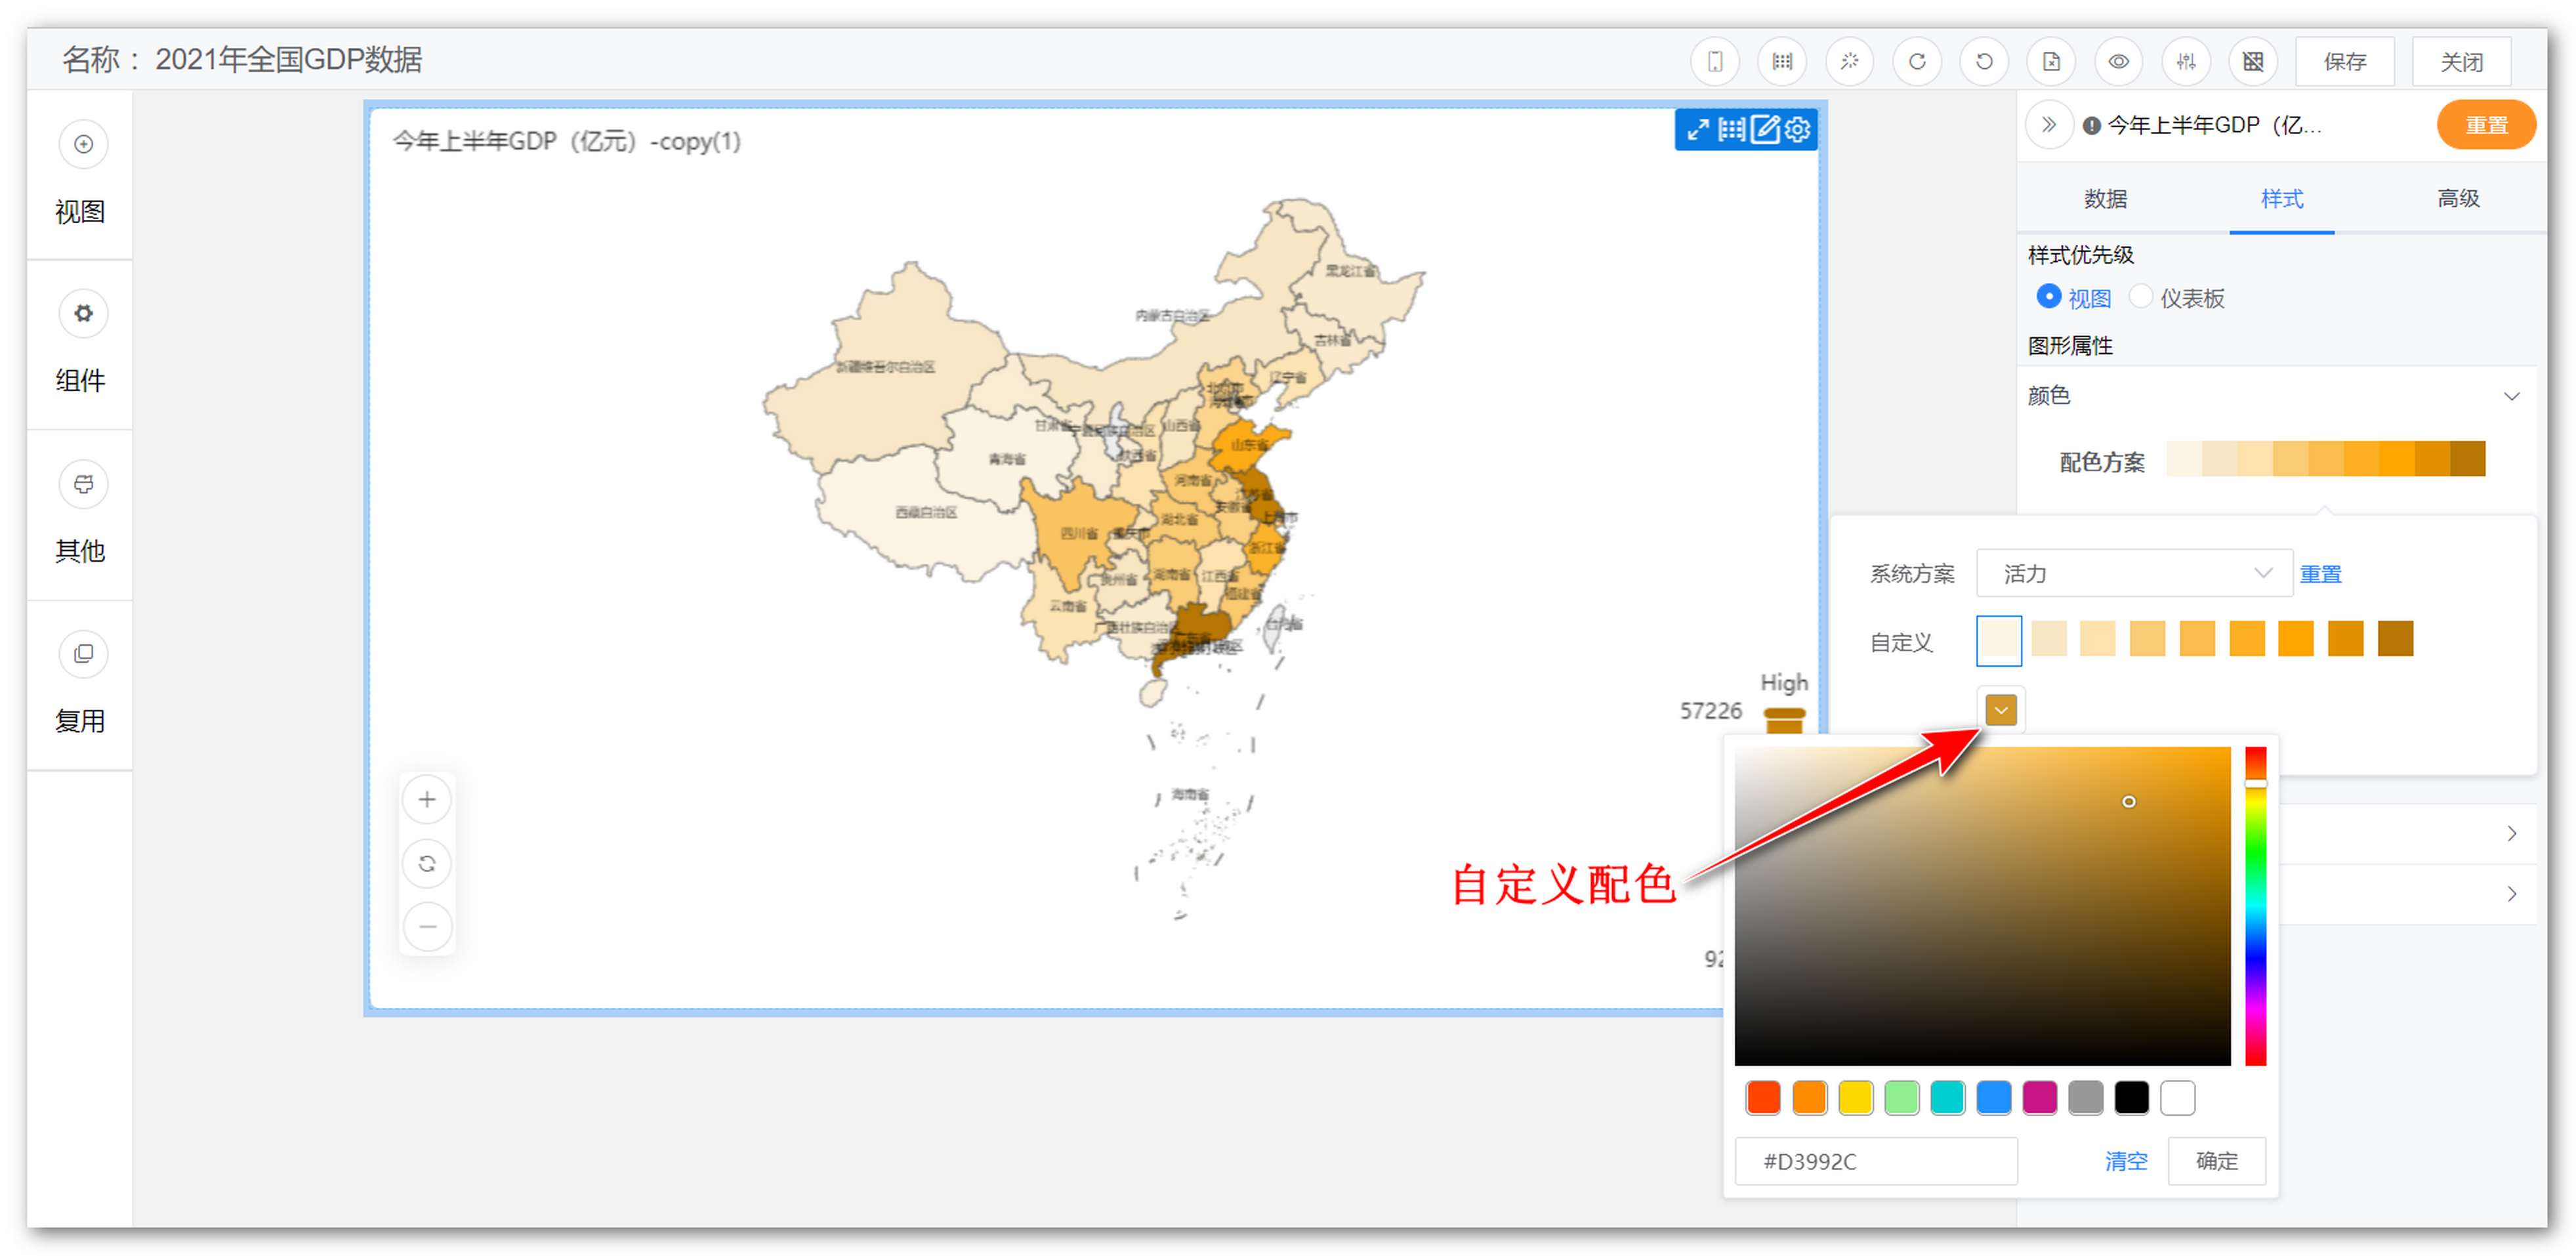 名称： 2021年全国GDP数据
保存
关闭
视图
组件
其他
复用
今年上半年GDP（亿元）-copy(1)
黑龙江省
内蒙古自治区
吉林省
新疆维吾尔自治区
辽宁省
北京市
甘肃省
宁夏回族自治区
山西省
山东省
陕西省
青海省
河南省
江苏省
安徽省
西藏自治区
湖北省
上海市
四川省
重庆市
浙江省
贵州省
湖南省
江西省
福建省
云南省
广西壮族自治区
台湾省
广东省
海南省
High
57226
92
自定义配色
今年上半年GDP（亿...
重置
数据
样式
高级
样式优先级
视图
仪表板
图形属性
颜色
配色方案
系统方案
活力
重置
自定义
#D3992C
清空
确定